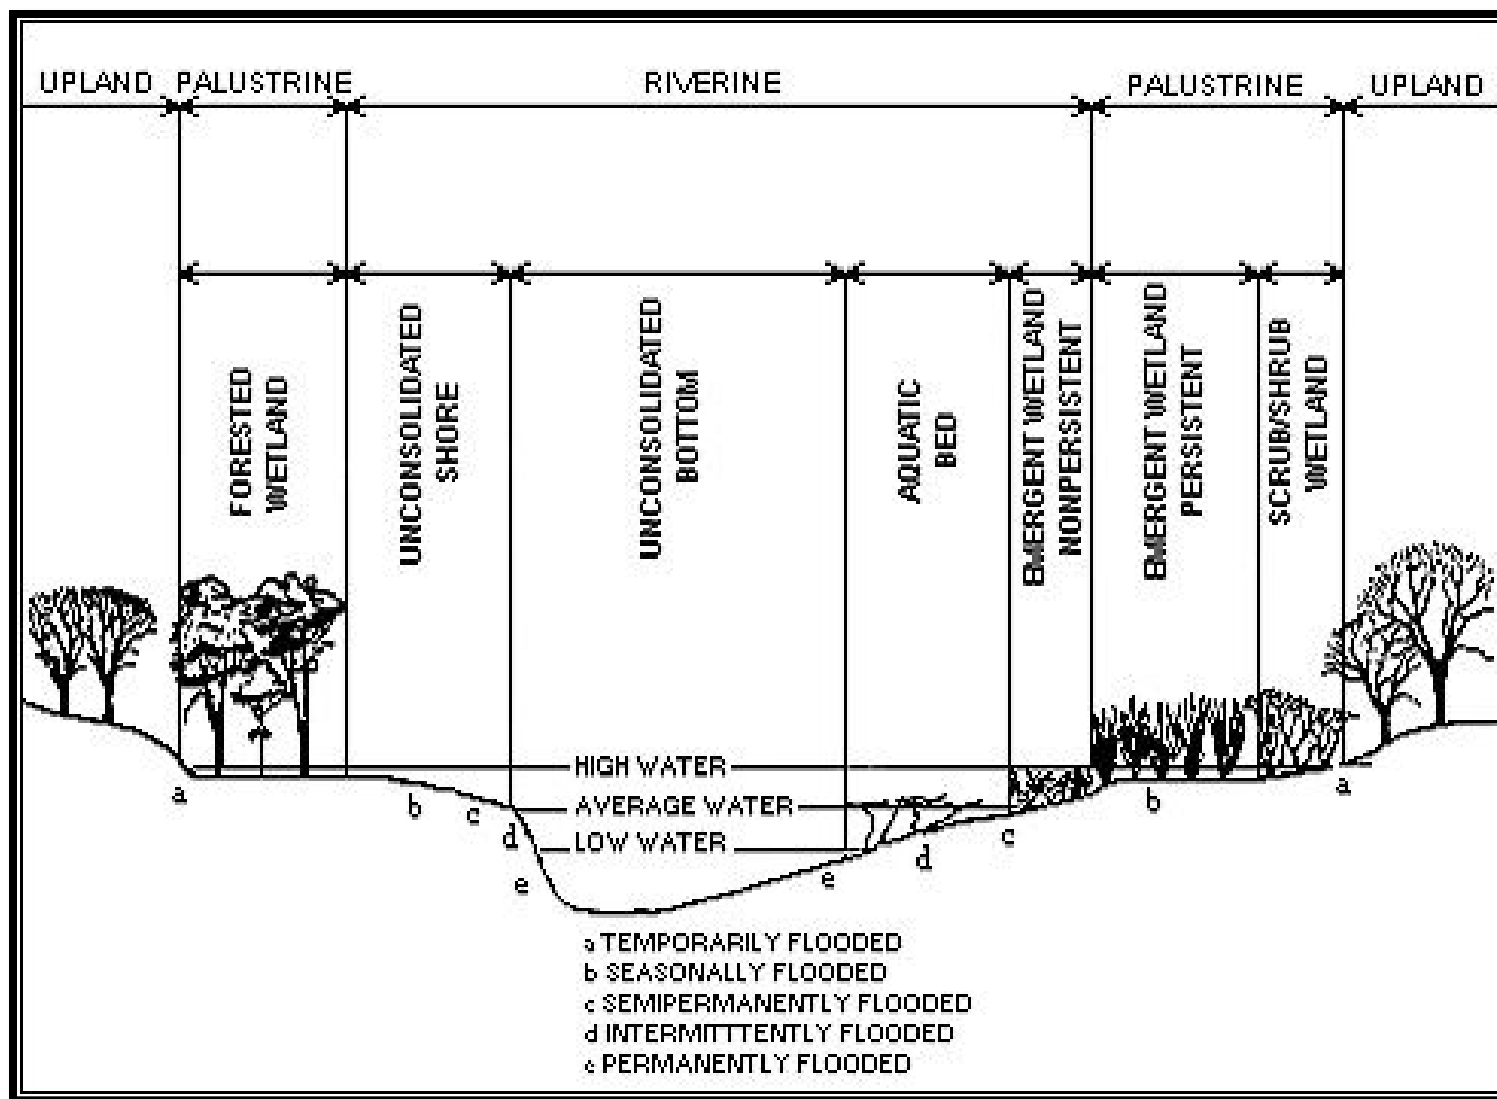 UPLAND PALUSTRINE RIVERINE PALUSTRINE UPLAND
FORESTED
WETLAND
UNCONSOLIDATED
SHORE
UNCONSOLIDATED
BOTTOM
AQUATIC
BED
EMERGENT WETLAND
NONPERSISTENT
EMERGENT WETLAND
PERSISTENT
SCRUB/SHRUB
WETLAND
HIGH WATER
AVERAGE WATER
LOW WATER
a
b
c
d
e
e
d
c
b
a
a TEMPORARILY FLOODED
b SEASONALLY FLOODED
c SEMIPERMANENTLY FLOODED
d INTERMITTTENTLY FLOODED
e PERMANENTLY FLOODED